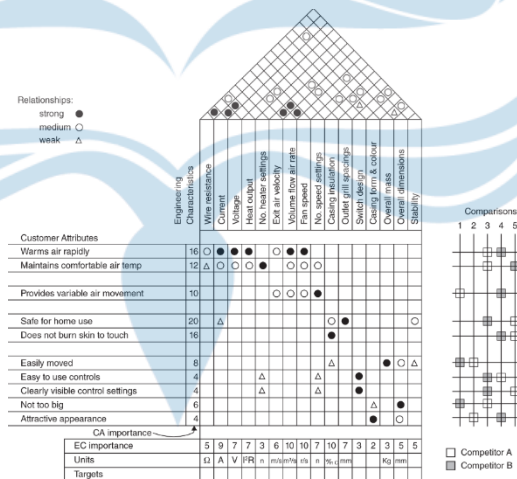 Relationships:
strong
medium
weak
Engineering
Characteristics
Wire resistance
Current
Voltage
Heat output
No. heater settings
Exit air velocity
Volume flow air rate
Fan speed
No. speed settings
Casing insulation
Outlet grill spacings
Switch design
Casing form & colour
Overall mass
Overall dimensions
Stability
Comparisons
1 2 3 4 5
Customer Attributes
Warms air rapidly 16
Maintains comfortable air temp 12
Provides variable air movement 10
Safe for home use 20
Does not burn skin to touch 16
Easily moved 8
Easy to use controls 4
Clearly visible control settings 4
Not too big 6
Attractive appearance 4
CA importance
EC importance 5 9 7 7 3 6 10 10 7 10 7 3 2 3 5 5
Units Ω A V I²R n m/s m³/s r/s n mm Kg mm
Targets
Competitor A
Competitor B